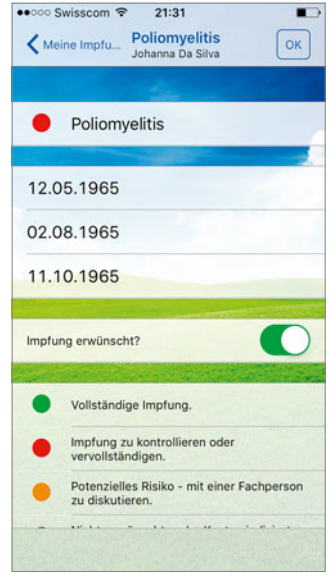 Swisscom 21:31
Meine Impfu... Poliomyelitis OK
Johanna Da Silva
Poliomyelitis
12.05.1965
02.08.1965
11.10.1965
Impfung erwünscht?
Vollständige Impfung.
Impfung zu kontrollieren oder
vervollständigen.
Potenzielles Risiko - mit einer Fachperson
zu diskutieren.